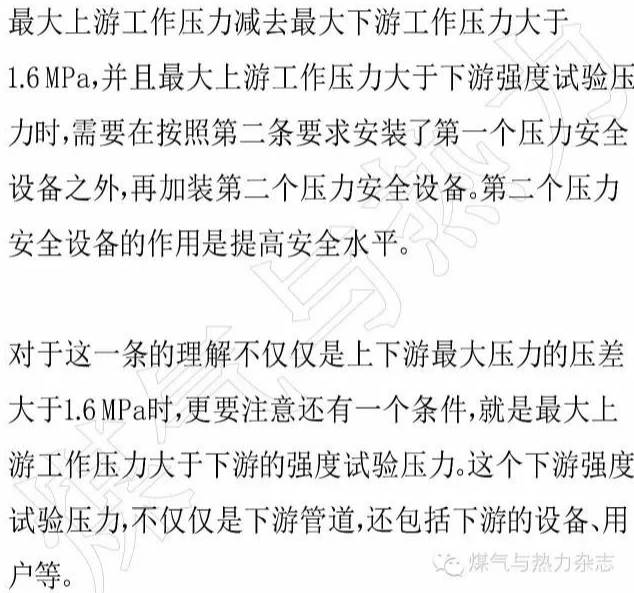 最大上游工作压力减去最大下游工作压力大于
1.6MPa,并且最大上游工作压力大于下游强度试验压
力时,需要在按照第二条要求安装了第一个压力安全
设备之外,再加装第二个压力安全设备。第二个压力
安全设备的作用是提高安全水平。
对于这一条的理解不仅仅是上下游最大压力的压差
大于1.6MPa时,更要注意还有一个条件,就是最大上
游工作压力大于下游的强度试验压力。这个下游强度
试验压力,不仅仅是下游管道,还包括下游的设备、用
户等。
煤气与热力杂志
煤气与热力